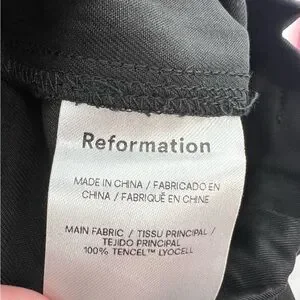 Reformation
MADE IN CHINA / FABRICADO EN
CHINA / FABRIQUÉ EN CHINE
MAIN FABRIC / TISSU PRINCIPAL /
TEJIDO PRINCIPAL
100% TENCEL™ LYOCELL